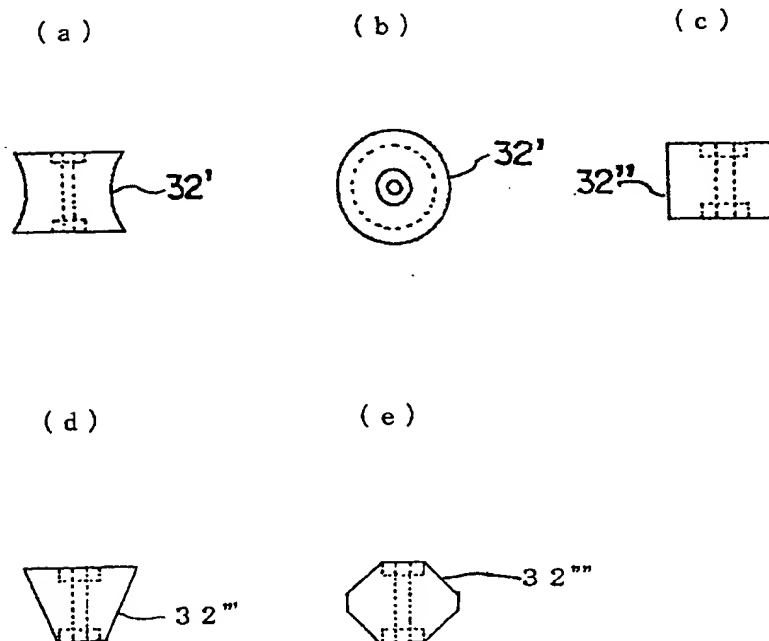 ( a )
( b )
( c )
32'
32'
32"
( d )
( e )
3 2"'
3 2""